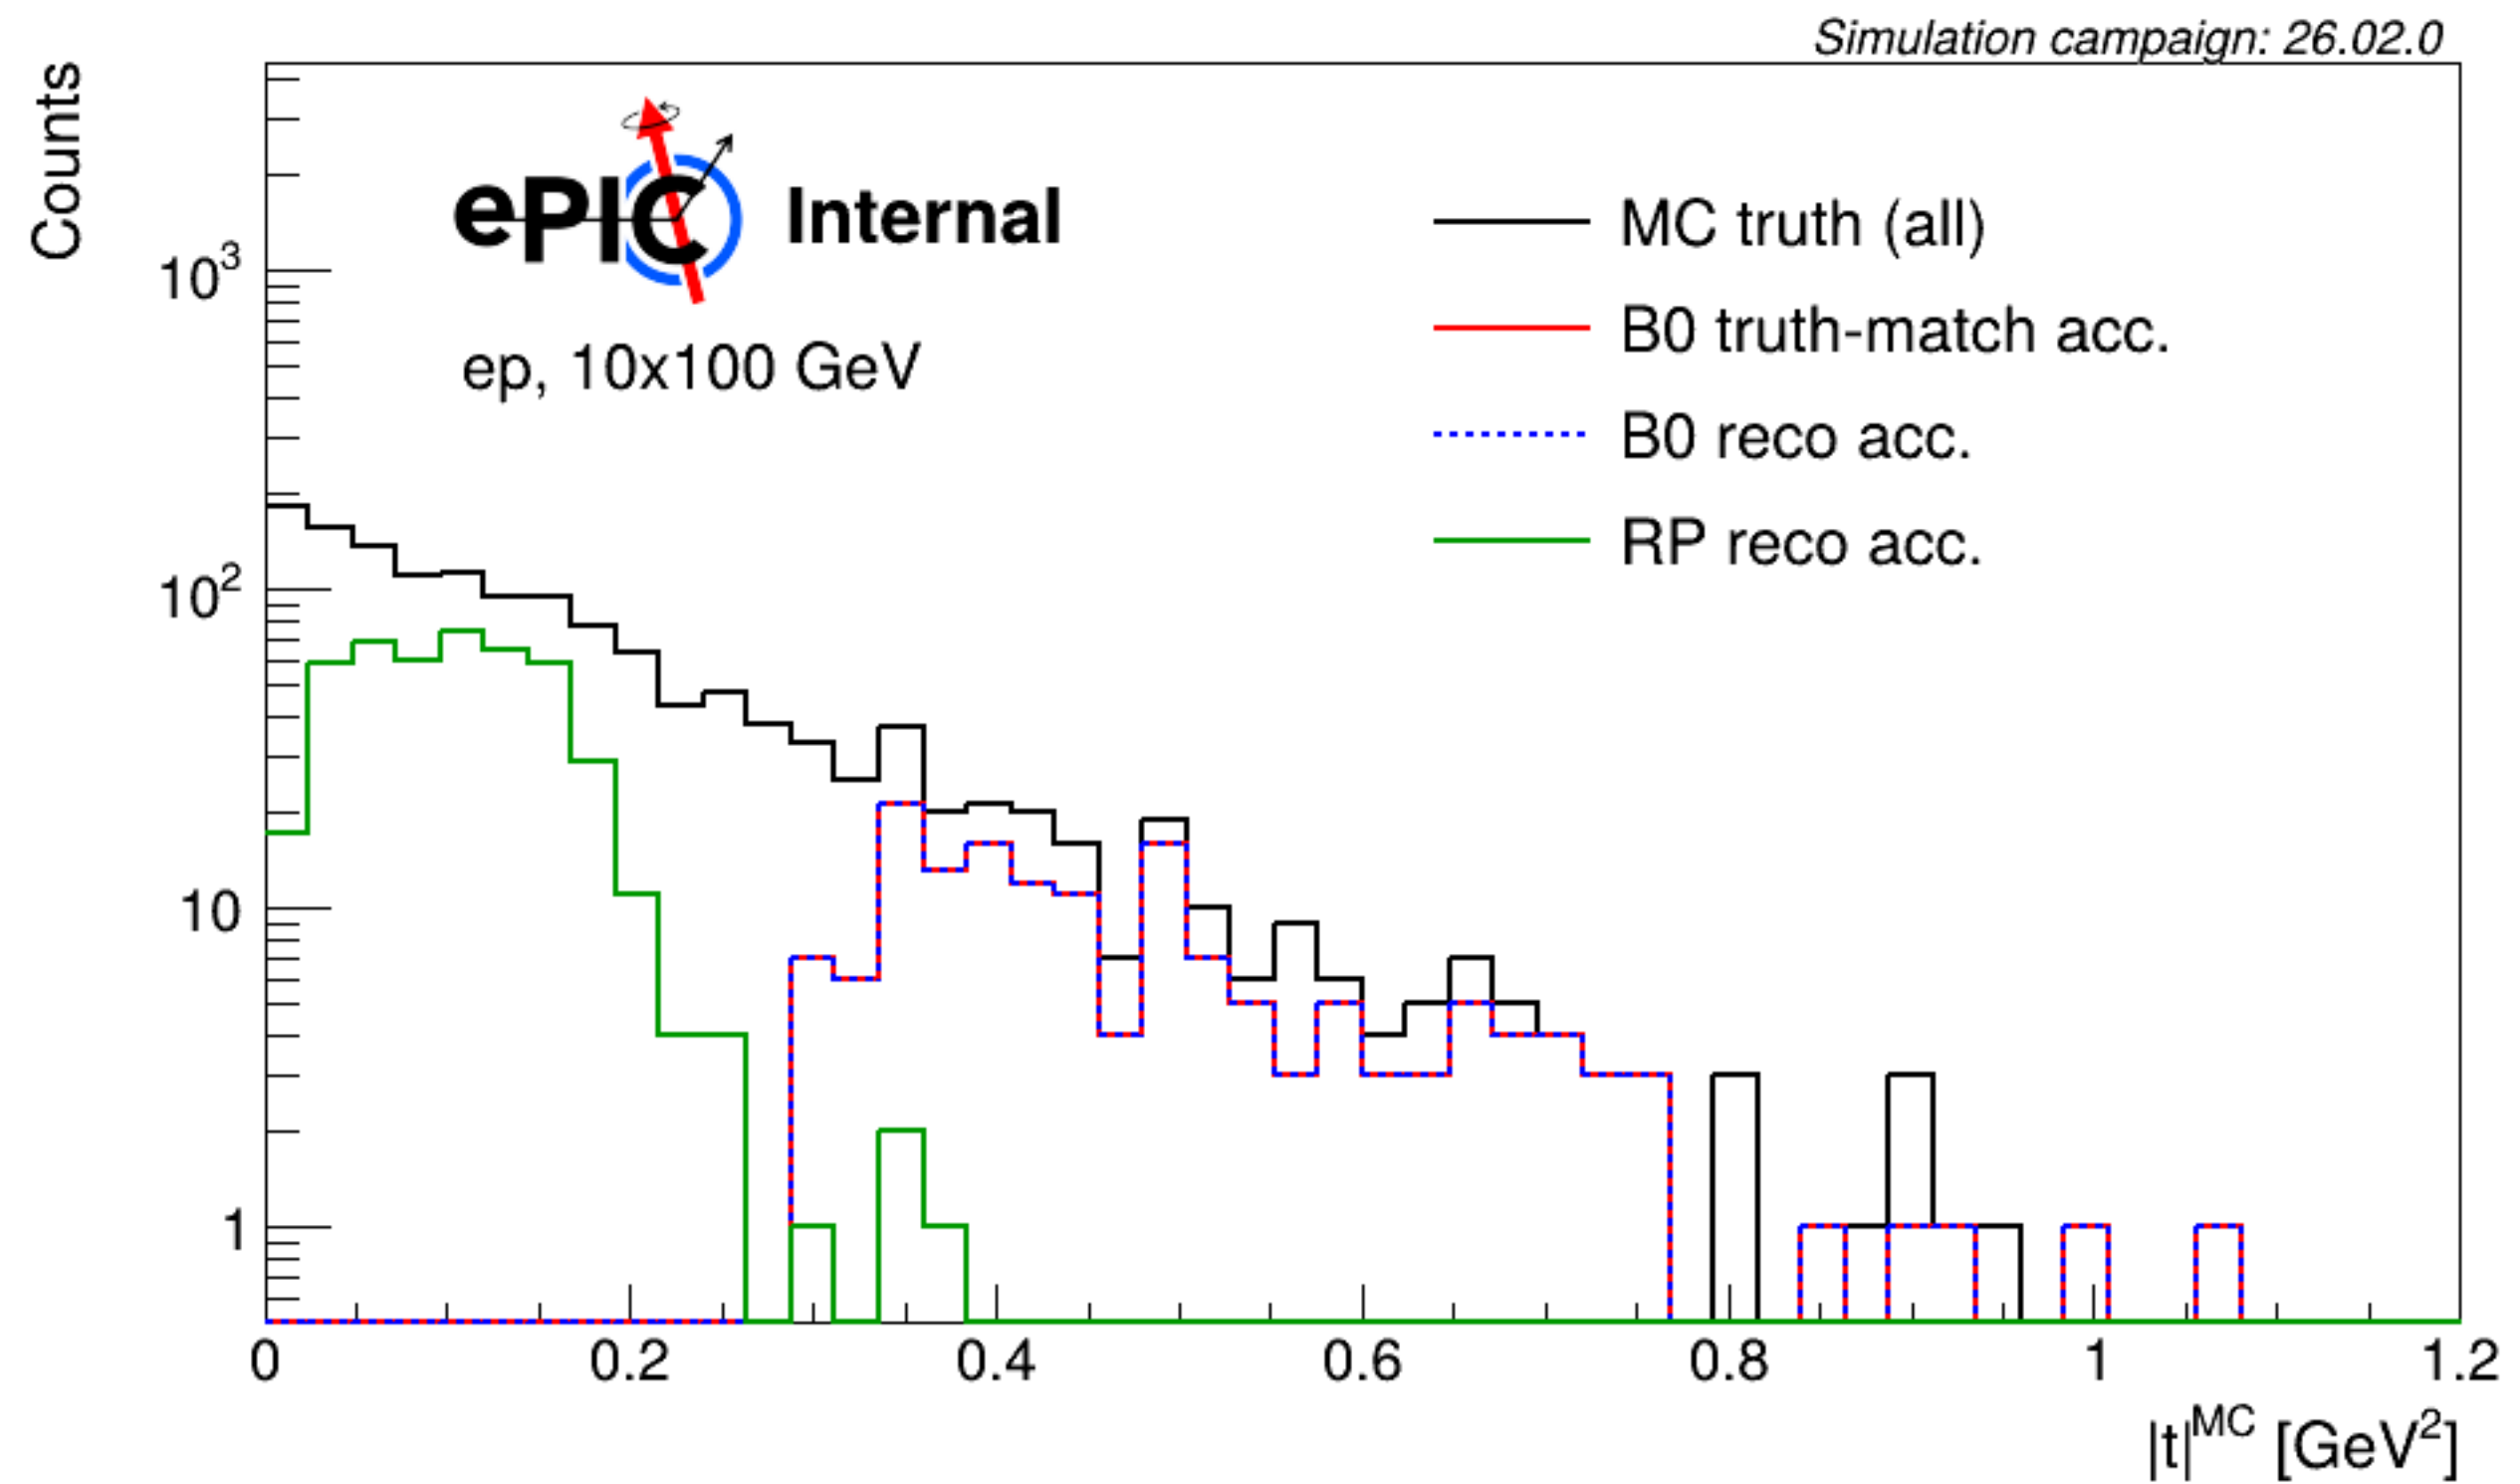 Simulation campaign: 26.02.0
Counts
ePIC Internal
ep, 10x100 GeV
MC truth (all)
B0 truth-match acc.
B0 reco acc.
RP reco acc.
10³
10²
10
1
0 0.2 0.4 0.6 0.8 1 1.2
|t|ᴹᶜ [GeV²]